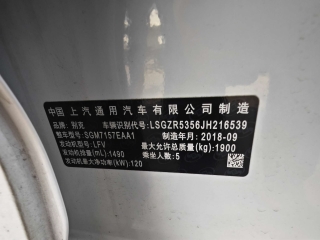 中国上汽通用汽车有限公司制造
品牌：别克 车辆识别代号:LSGZR5356JH216539
整车型号:SGM7157EAA1 制造年月:2018-09
发动机型号:LFV 最大允许总质量(kg):1900
发动机排量(mL):1490 乘坐人数:5
发动机最大净功率(kW):120